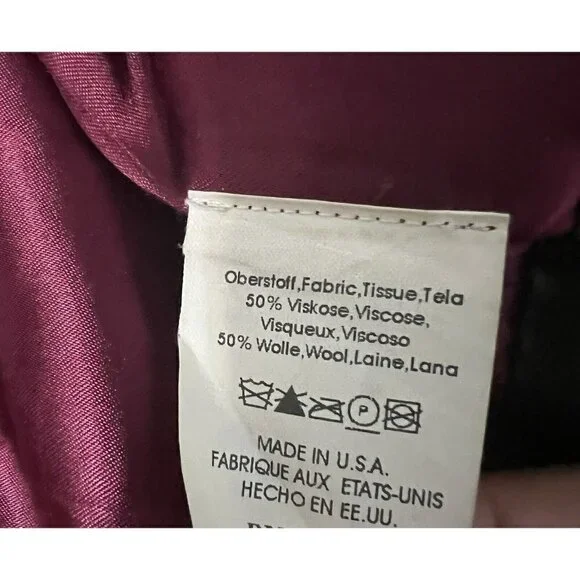 Oberstoff,Fabric,Tissue,Tela
50% Viskose,Viscose,
Visqueux,Viscoso
50% Wolle,Wool,Laine,Lana
P
MADE IN U.S.A.
FABRIQUE AUX ETATS-UNIS
HECHO EN EE.UU.